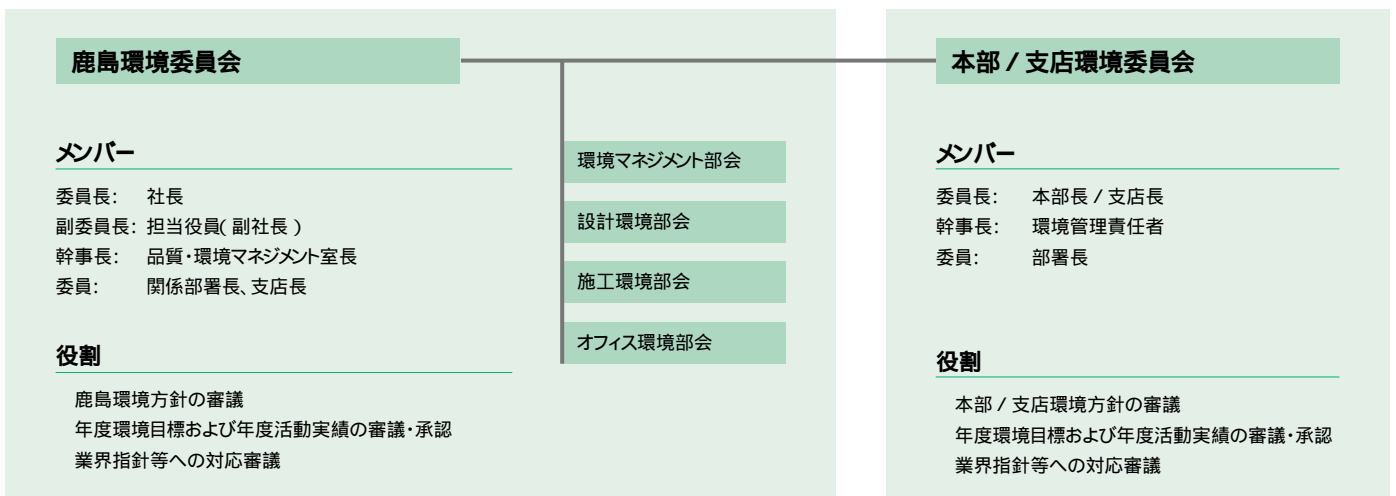 鹿島環境委員会
メンバー
委員長: 社長
副委員長: 担当役員( 副社長 )
幹事長: 品質・環境マネジメント室長
委員: 関係部署長、支店長
役割
鹿島環境方針の審議
年度環境目標および年度活動実績の審議・承認
業界指針等への対応審議
環境マネジメント部会
設計環境部会
施工環境部会
オフィス環境部会
本部 / 支店環境委員会
メンバー
委員長: 本部長 / 支店長
幹事長: 環境管理責任者
委員: 部署長
役割
本部 / 支店環境方針の審議
年度環境目標および年度活動実績の審議・承認
業界指針等への対応審議